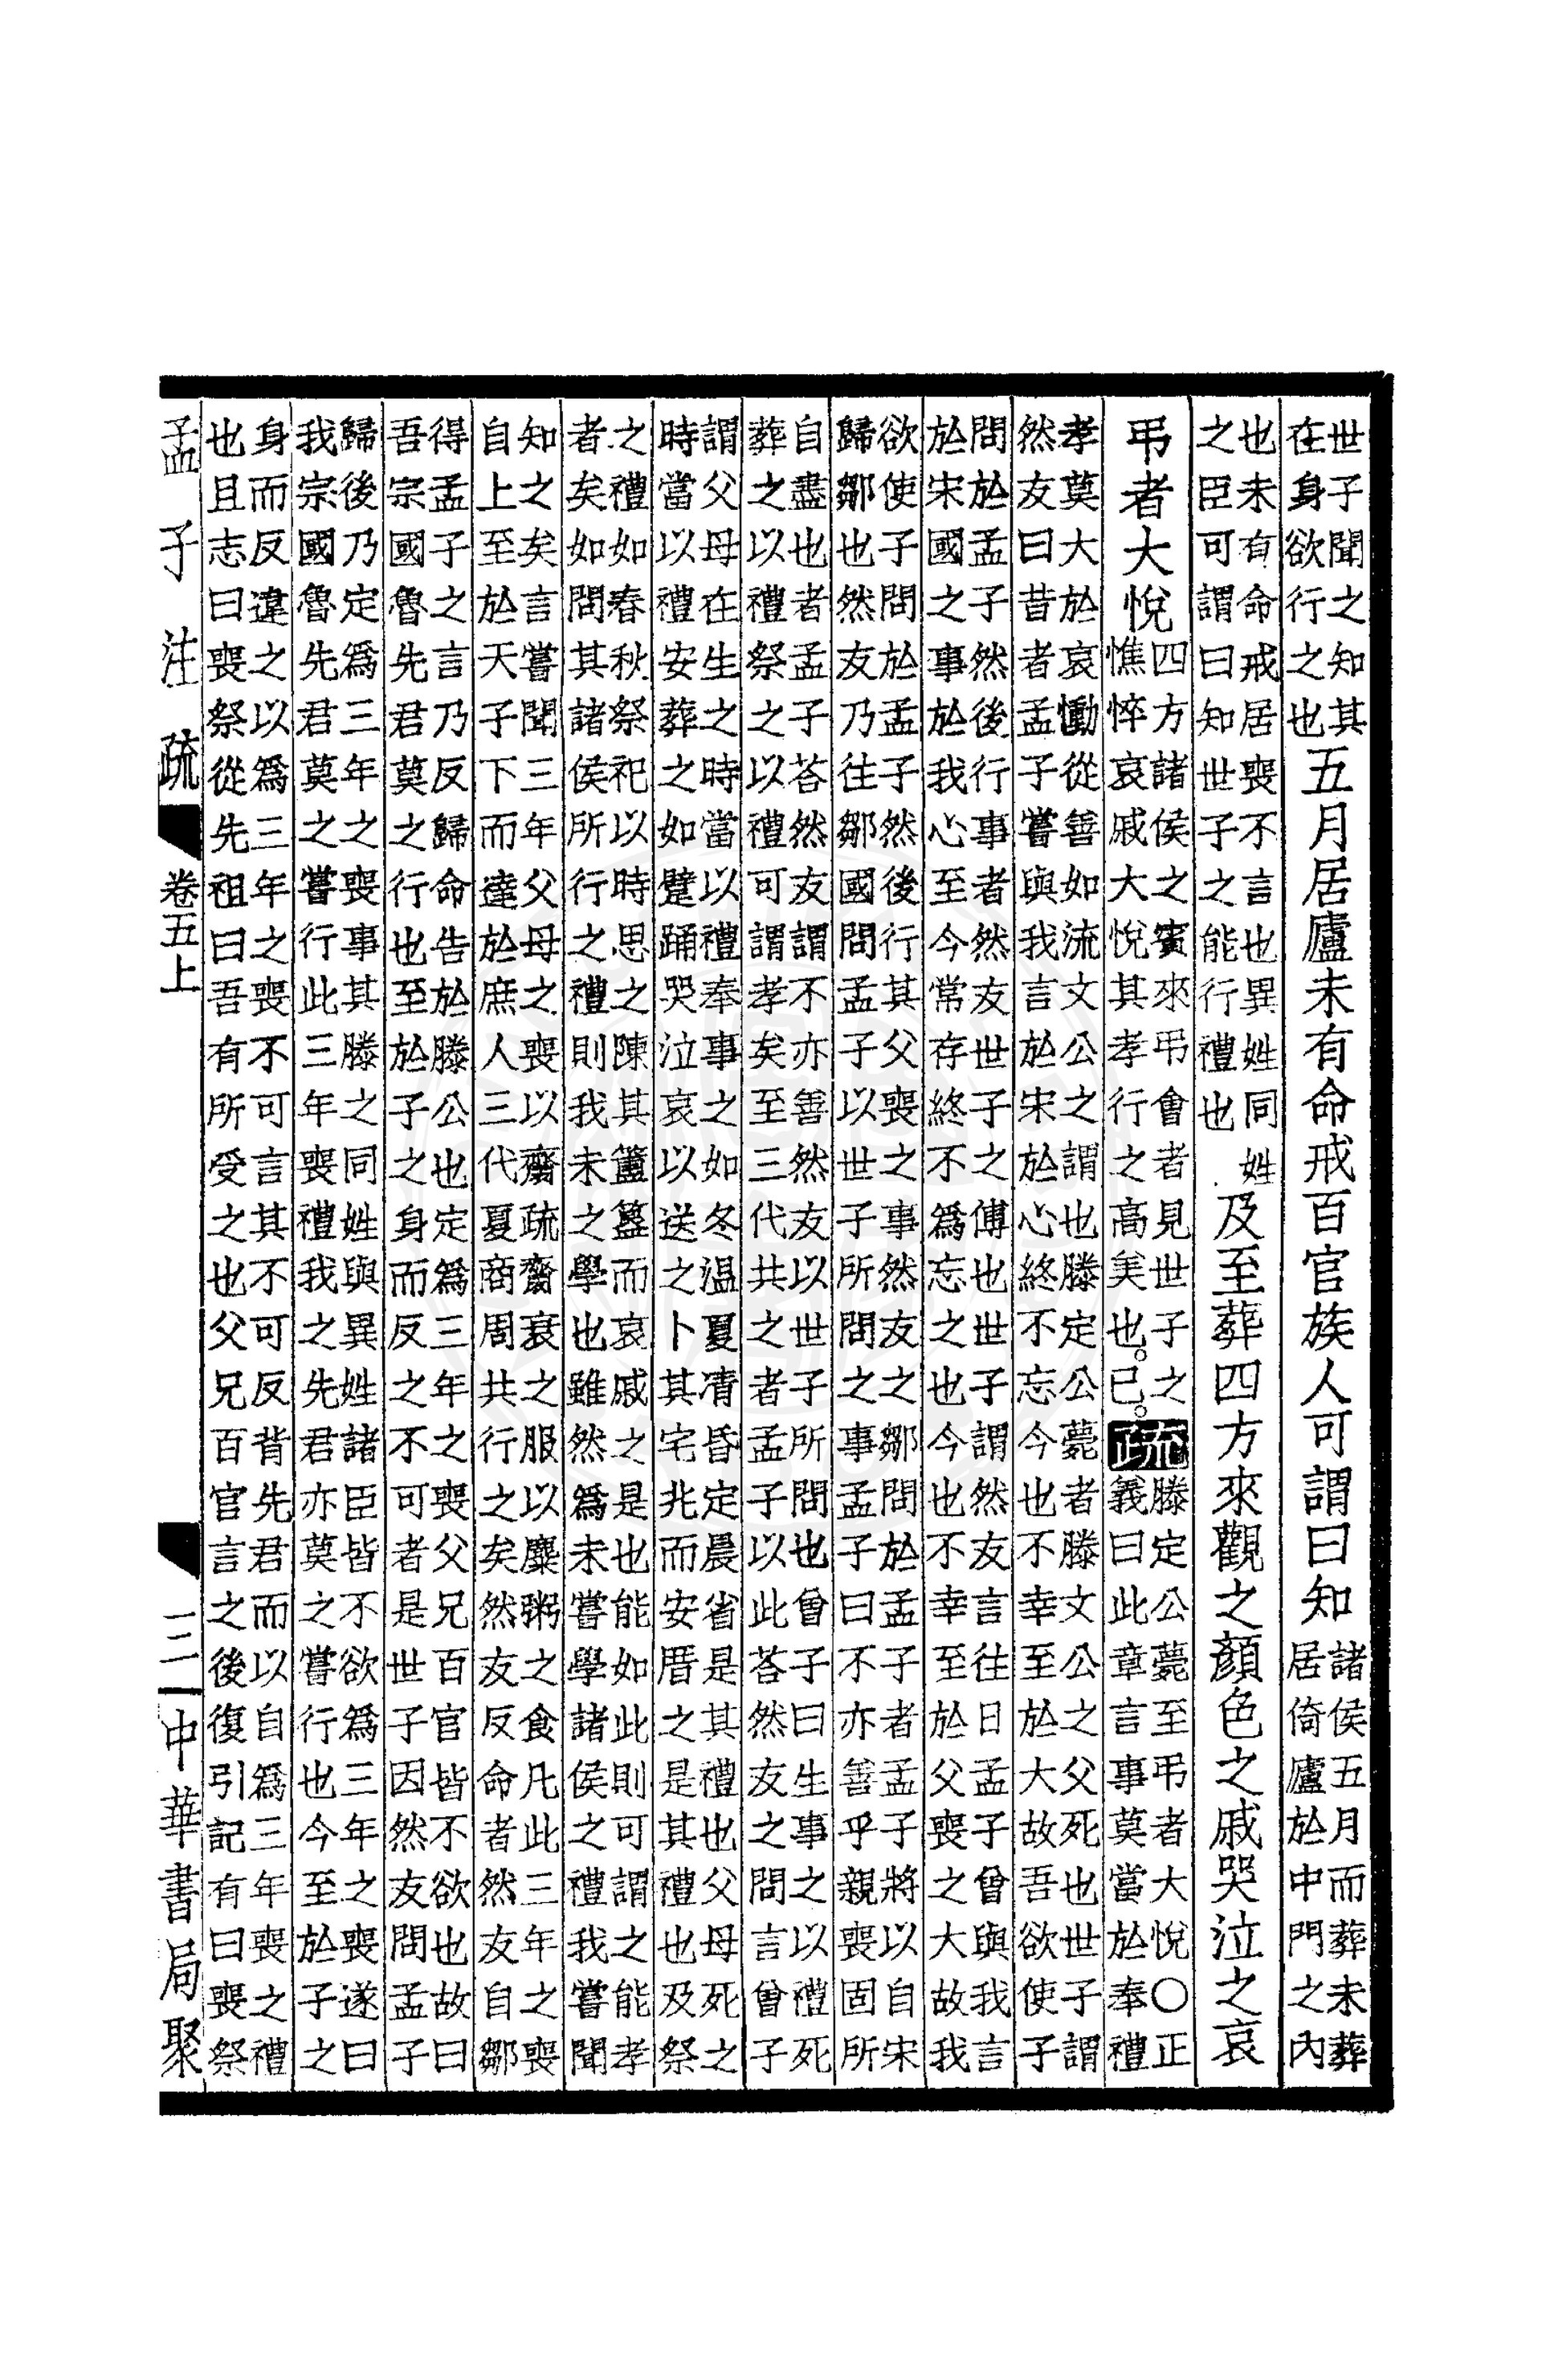 世子聞之知其
在身欲行之也
五月居廬未有命戒百官族人可謂曰知
諸侯五月而葬未葬
居倚廬於中門之內
也未有命戒居喪不言也異姓同姓
之臣可謂曰知世子之能行禮也
及至葬四方來觀之顏色之戚哭泣之哀
弔者大悅
四方諸侯之賓來弔會者見世子之
憔悴哀戚大悅其孝行之高美也。已。
疏
滕定公薨至弔者大悅○正
義曰此章言事莫當於奉禮
孝莫大於哀慟從善如流文公之謂也滕定公薨者滕文公之父死也世子謂
然友曰昔者孟子嘗與我言於宋於心終不忘今也不幸至於大故吾欲使子
問於孟子然後行事者然友世子之傅也世子謂然友言往日孟子曾與我言
於宋國之事於我心至今常存終不爲忘之也今也不幸至於父喪之大故我
欲使子問於孟子然後行其父喪之事然友之鄒問於孟子者孟子將以自宋
歸鄒也然友乃往鄒國問孟子以世子所問之事孟子曰不亦善乎親喪固所
自盡也者孟子荅然友謂不亦善然友以世子所問也曾子曰生事之以禮死
葬之以禮祭之以禮可謂孝矣至三代共之者孟子以此荅然友之問言曾子
謂父母在生之時當以禮奉事之如冬温夏凊昏定晨省是其禮也父母死之
時當以禮安葬之如躄踊哭泣哀以送之卜其宅兆而安厝之是其禮也及祭
之禮如春秋祭祀以時思之陳其簠簋而哀戚之是也能如此則可謂之能孝
者矣如問其諸侯所行之禮則我未之學也雖然爲未嘗學諸侯之禮我嘗聞
知之矣言嘗聞三年父母之喪以齋疏齋衰之服以麋粥之食凡此三年之喪
自上至於天子下而達於庶人三代夏商周共行之矣然友反命者然友自鄒
得孟子之言乃反歸命告於滕公也定爲三年之喪父兄百官皆不欲也故曰
吾宗國魯先君莫之行也至於子之身而反之不可者是世子因然友問孟子
歸後乃定爲三年之喪事其滕之同姓與異姓諸臣皆不欲爲三年之喪遂曰
我宗國魯先君莫之嘗行此三年喪禮我之先君亦莫之嘗行也今至於子之
身而反違之以爲三年之喪不可言其不可反背先君而以自爲三年喪之禮
也且志曰喪祭從先祖曰吾有所受之也父兄百官言之後復引記有曰喪祭
孟子注疏 卷五上 二 中華書局聚